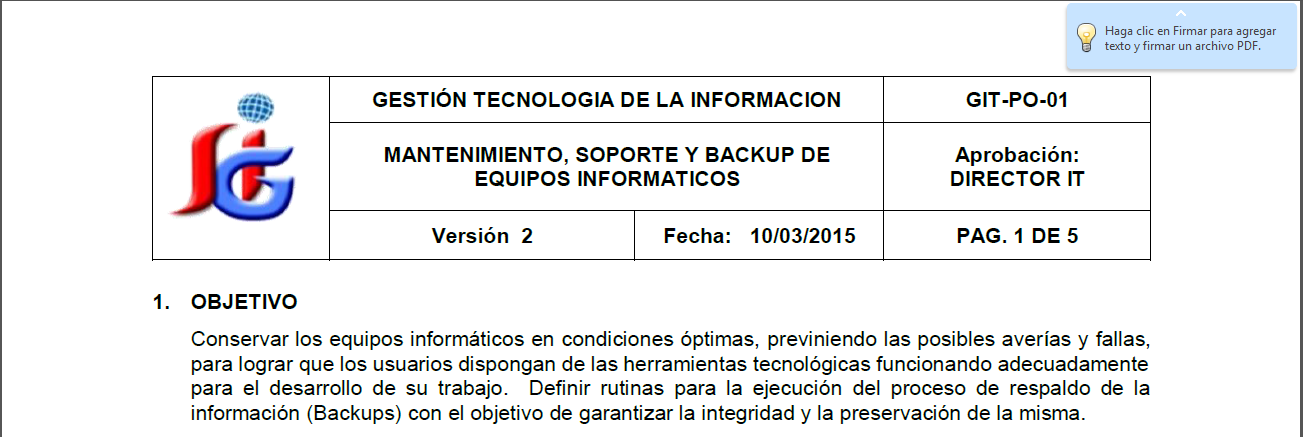 Haga clic en Firmar para agregar
texto y firmar un archivo PDF.
GESTIÓN TECNOLOGIA DE LA INFORMACION
GIT-PO-01
MANTENIMIENTO, SOPORTE Y BACKUP DE
EQUIPOS INFORMATICOS
Aprobación:
DIRECTOR IT
Versión 2
Fecha: 10/03/2015
PAG. 1 DE 5
1. OBJETIVO
Conservar los equipos informáticos en condiciones óptimas, previniendo las posibles averías y fallas,
para lograr que los usuarios dispongan de las herramientas tecnológicas funcionando adecuadamente
para el desarrollo de su trabajo. Definir rutinas para la ejecución del proceso de respaldo de la
información (Backups) con el objetivo de garantizar la integridad y la preservación de la misma.